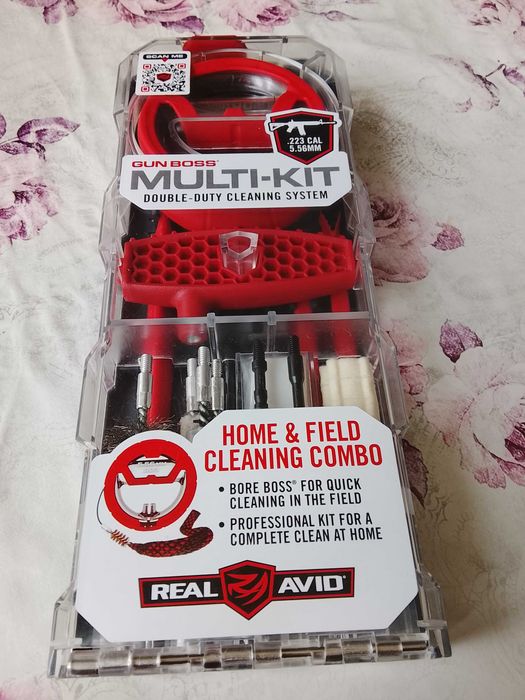 SCAN ME
.223 CAL
5.56MM
GUN BOSS®
MULTI-KIT
DOUBLE-DUTY CLEANING SYSTEM
HOME & FIELD
CLEANING COMBO
• BORE BOSS® FOR QUICK
CLEANING IN THE FIELD
• PROFESSIONAL KIT FOR A
COMPLETE CLEAN AT HOME
REAL AVID®